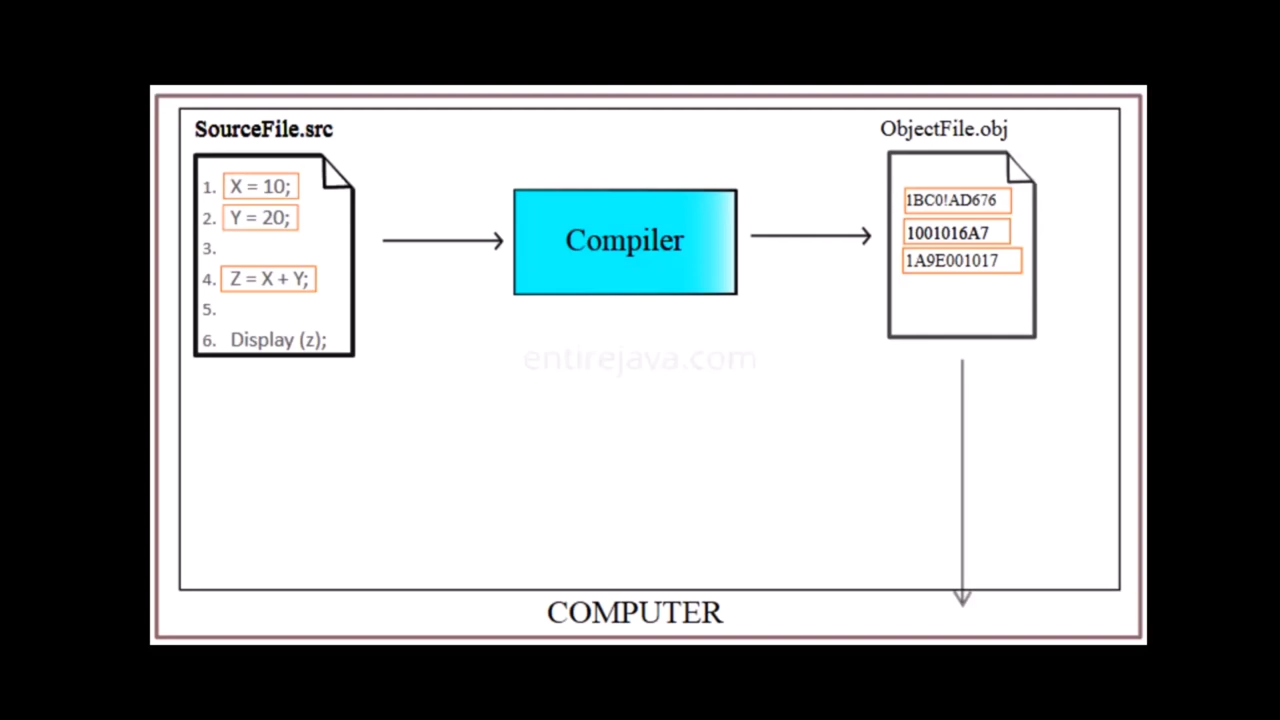 SourceFile.src
1. X = 10;
2. Y = 20;
3.
4. Z = X + Y;
5.
6. Display (z);
Compiler
ObjectFile.obj
1BC0!AD676
1001016A7
1A9E001017
entirejava.com
COMPUTER